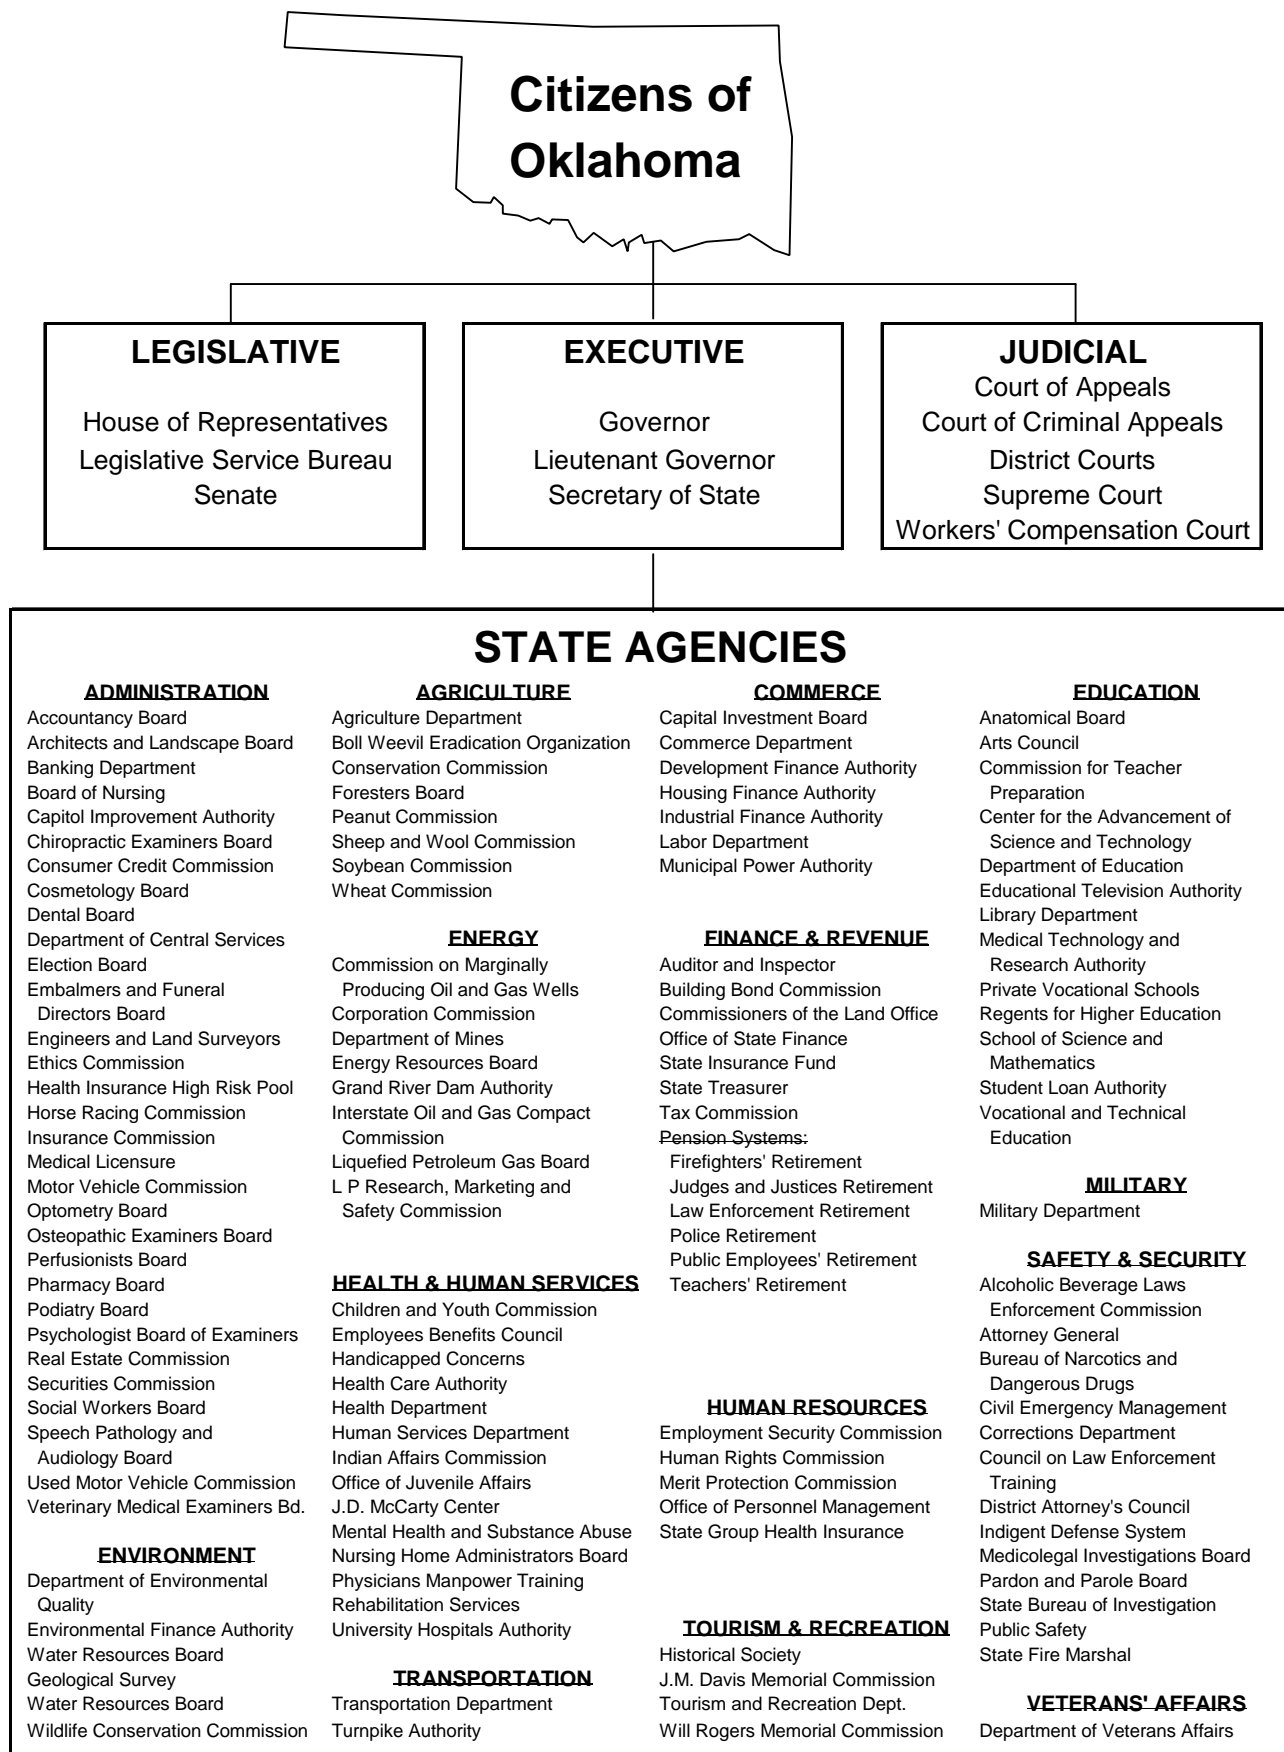 Citizens of
Oklahoma
LEGISLATIVE
House of Representatives
Legislative Service Bureau
Senate
EXECUTIVE
Governor
Lieutenant Governor
Secretary of State
JUDICIAL
Court of Appeals
Court of Criminal Appeals
District Courts
Supreme Court
Workers' Compensation Court
STATE AGENCIES
ADMINISTRATION
Accountancy Board
Architects and Landscape Board
Banking Department
Board of Nursing
Capitol Improvement Authority
Chiropractic Examiners Board
Consumer Credit Commission
Cosmetology Board
Dental Board
Department of Central Services
Election Board
Embalmers and Funeral
Directors Board
Engineers and Land Surveyors
Ethics Commission
Health Insurance High Risk Pool
Horse Racing Commission
Insurance Commission
Medical Licensure
Motor Vehicle Commission
Optometry Board
Osteopathic Examiners Board
Perfusionists Board
Pharmacy Board
Podiatry Board
Psychologist Board of Examiners
Real Estate Commission
Securities Commission
Social Workers Board
Speech Pathology and
Audiology Board
Used Motor Vehicle Commission
Veterinary Medical Examiners Bd.
ENVIRONMENT
Department of Environmental
Quality
Environmental Finance Authority
Water Resources Board
Geological Survey
Water Resources Board
Wildlife Conservation Commission
AGRICULTURE
Agriculture Department
Boll Weevil Eradication Organization
Conservation Commission
Foresters Board
Peanut Commission
Sheep and Wool Commission
Soybean Commission
Wheat Commission
ENERGY
Commission on Marginally
Producing Oil and Gas Wells
Corporation Commission
Department of Mines
Energy Resources Board
Grand River Dam Authority
Interstate Oil and Gas Compact
Commission
Liquefied Petroleum Gas Board
L P Research, Marketing and
Safety Commission
HEALTH & HUMAN SERVICES
Children and Youth Commission
Employees Benefits Council
Handicapped Concerns
Health Care Authority
Health Department
Human Services Department
Indian Affairs Commission
Office of Juvenile Affairs
J.D. McCarty Center
Mental Health and Substance Abuse
Nursing Home Administrators Board
Physicians Manpower Training
Rehabilitation Services
University Hospitals Authority
TRANSPORTATION
Transportation Department
Turnpike Authority
COMMERCE
Capital Investment Board
Commerce Department
Development Finance Authority
Housing Finance Authority
Industrial Finance Authority
Labor Department
Municipal Power Authority
FINANCE & REVENUE
Auditor and Inspector
Building Bond Commission
Commissioners of the Land Office
Office of State Finance
State Insurance Fund
State Treasurer
Tax Commission
Pension Systems:
Firefighters' Retirement
Judges and Justices Retirement
Law Enforcement Retirement
Police Retirement
Public Employees' Retirement
Teachers' Retirement
HUMAN RESOURCES
Employment Security Commission
Human Rights Commission
Merit Protection Commission
Office of Personnel Management
State Group Health Insurance
TOURISM & RECREATION
Historical Society
J.M. Davis Memorial Commission
Tourism and Recreation Dept.
Will Rogers Memorial Commission
EDUCATION
Anatomical Board
Arts Council
Commission for Teacher
Preparation
Center for the Advancement of
Science and Technology
Department of Education
Educational Television Authority
Library Department
Medical Technology and
Research Authority
Private Vocational Schools
Regents for Higher Education
School of Science and
Mathematics
Student Loan Authority
Vocational and Technical
Education
MILITARY
Military Department
SAFETY & SECURITY
Alcoholic Beverage Laws
Enforcement Commission
Attorney General
Bureau of Narcotics and
Dangerous Drugs
Civil Emergency Management
Corrections Department
Council on Law Enforcement
Training
District Attorney's Council
Indigent Defense System
Medicolegal Investigations Board
Pardon and Parole Board
State Bureau of Investigation
Public Safety
State Fire Marshal
VETERANS' AFFAIRS
Department of Veterans Affairs